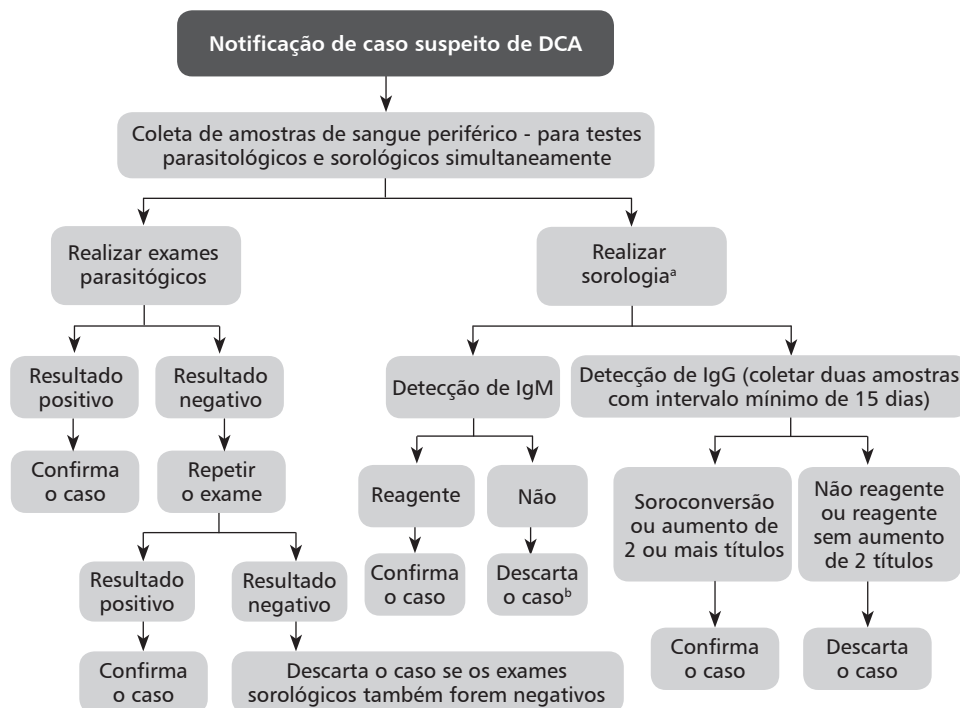 Notificação de caso suspeito de DCA
Coleta de amostras de sangue periférico - para testes
parasitológicos e sorológicos simultaneamente
Realizar exames
parasitógicos
Realizar
sorologiaᵃ
Resultado
positivo
Resultado
negativo
Detecção de IgM
Detecção de IgG (coletar duas amostras
com intervalo mínimo de 15 dias)
Confirma
o caso
Repetir
o exame
Reagente
Não
Soroconversão
ou aumento de
2 ou mais títulos
Não reagente
ou reagente
sem aumento
de 2 títulos
Resultado
positivo
Resultado
negativo
Confirma
o caso
Descarta
o casoᵇ
Confirma
o caso
Descarta o caso se os exames
sorológicos também forem negativos
Confirma
o caso
Descarta
o caso